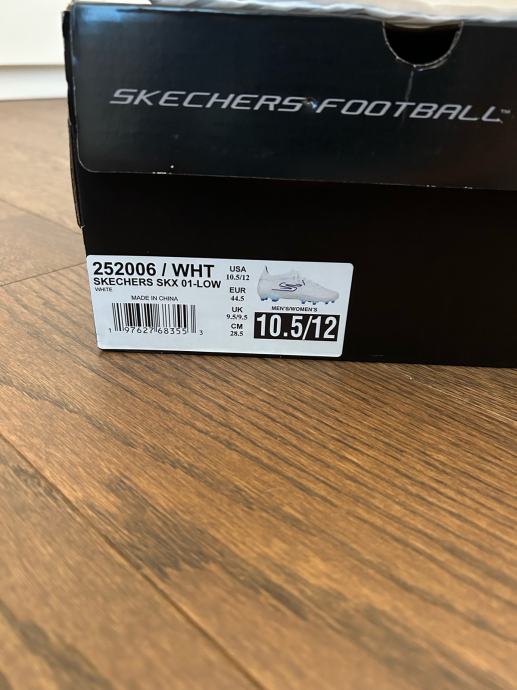 SKECHERS FOOTBALL™
252006 / WHT
SKECHERS SKX 01-LOW
WHITE
MADE IN CHINA
1 97627 68355 3
USA
10.5/12
EUR
44.5
UK
9.5/9.5
CM
28.5
MEN'S/WOMEN'S
10.5/12